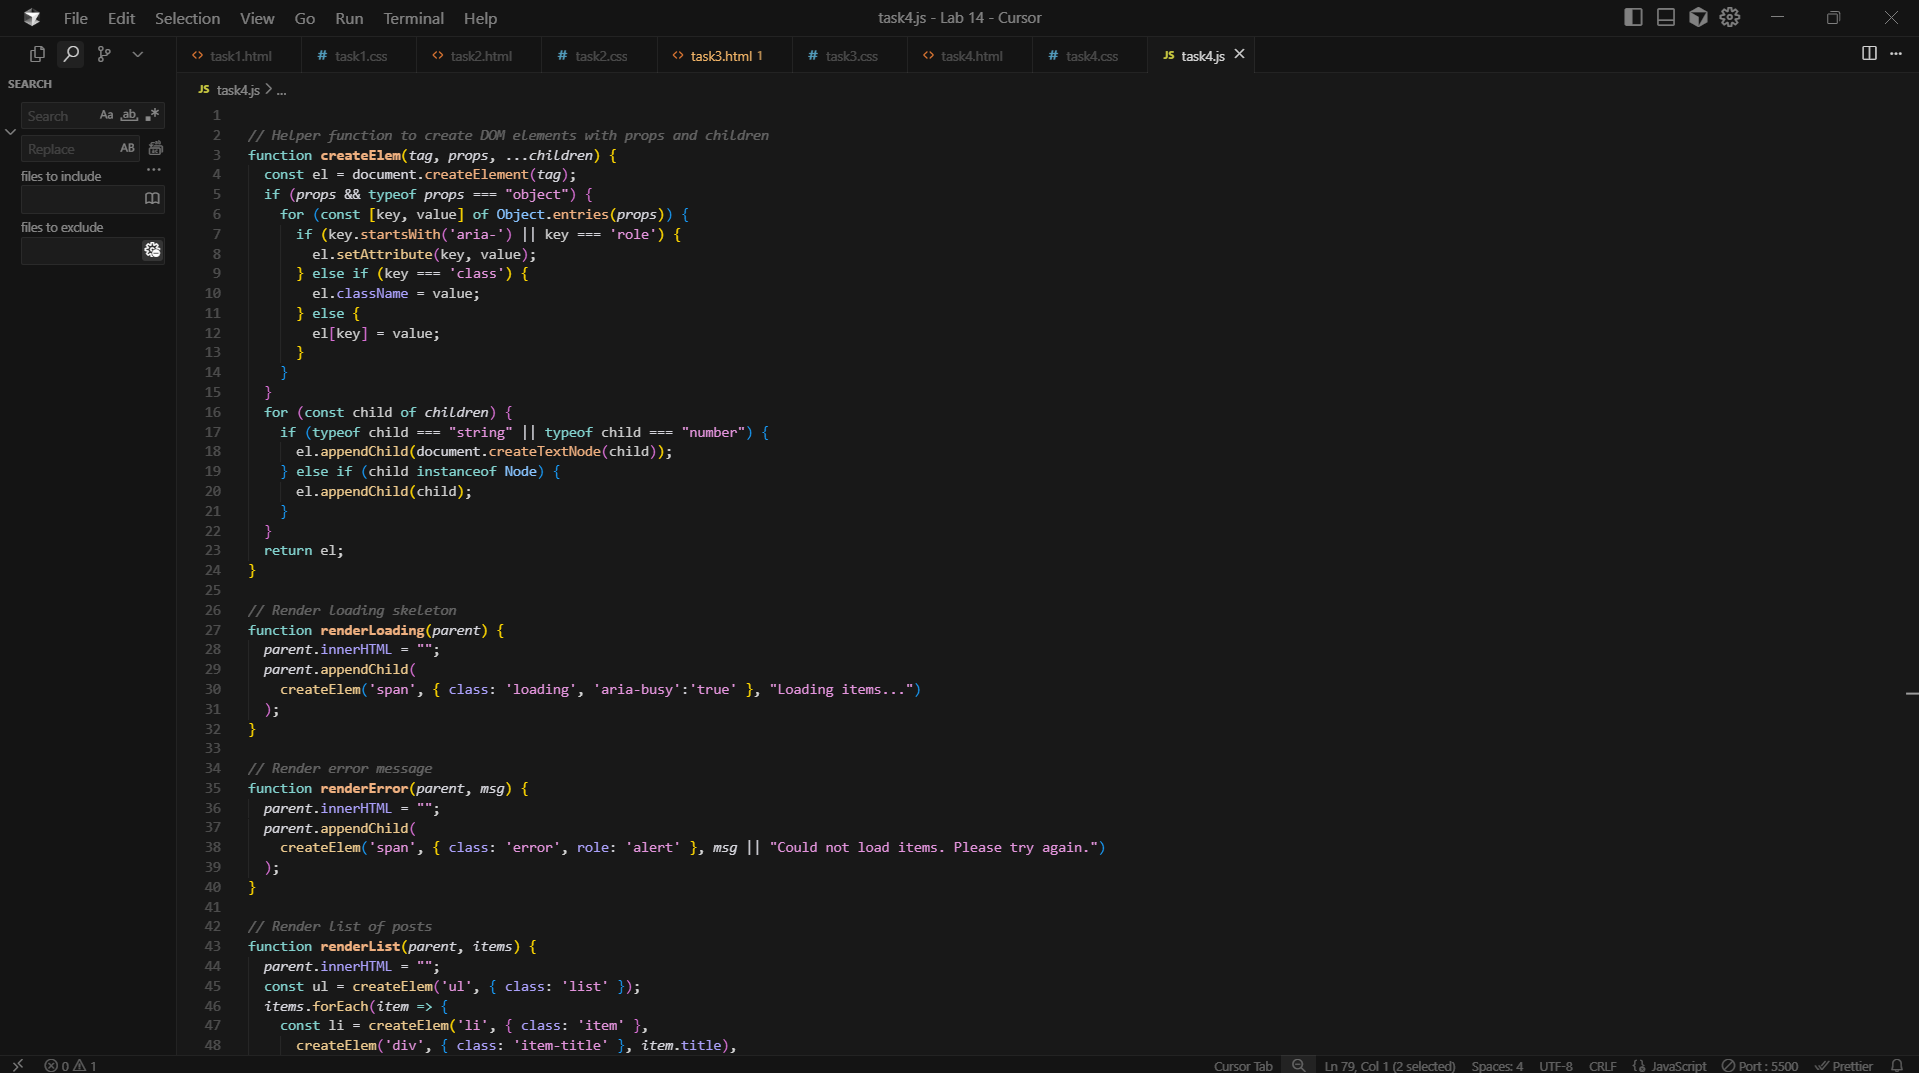 File Edit Selection View Go Run Terminal Help
task4.js - Lab 14 - Cursor
task1.html
# task1.css
task2.html
# task2.css
task3.html 1
# task3.css
task4.html
# task4.css
JS task4.js
SEARCH
Search Aa ab
Replace AB
files to include
files to exclude
JS task4.js > ...
1
2 // Helper function to create DOM elements with props and children
3 function createElem(tag, props, ...children) {
4 const el = document.createElement(tag);
5 if (props && typeof props === "object") {
6 for (const [key, value] of Object.entries(props)) {
7 if (key.startsWith('aria-') || key === 'role') {
8 el.setAttribute(key, value);
9 } else if (key === 'class') {
10 el.className = value;
11 } else {
12 el[key] = value;
13 }
14 }
15 }
16 for (const child of children) {
17 if (typeof child === "string" || typeof child === "number") {
18 el.appendChild(document.createTextNode(child));
19 } else if (child instanceof Node) {
20 el.appendChild(child);
21 }
22 }
23 return el;
24 }
25
26 // Render loading skeleton
27 function renderLoading(parent) {
28 parent.innerHTML = "";
29 parent.appendChild(
30 createElem('span', { class: 'loading', 'aria-busy':'true' }, "Loading items...")
31 );
32 }
33
34 // Render error message
35 function renderError(parent, msg) {
36 parent.innerHTML = "";
37 parent.appendChild(
38 createElem('span', { class: 'error', role: 'alert' }, msg || "Could not load items. Please try again.")
39 );
40 }
41
42 // Render list of posts
43 function renderList(parent, items) {
44 parent.innerHTML = "";
45 const ul = createElem('ul', { class: 'list' });
46 items.forEach(item => {
47 const li = createElem('li', { class: 'item' },
48 createElem('div', { class: 'item-title' }, item.title),
0 1
Cursor Tab
Ln 79, Col 1 (2 selected)
Spaces: 4
UTF-8
CRLF
{} JavaScript
Port : 5500
Prettier